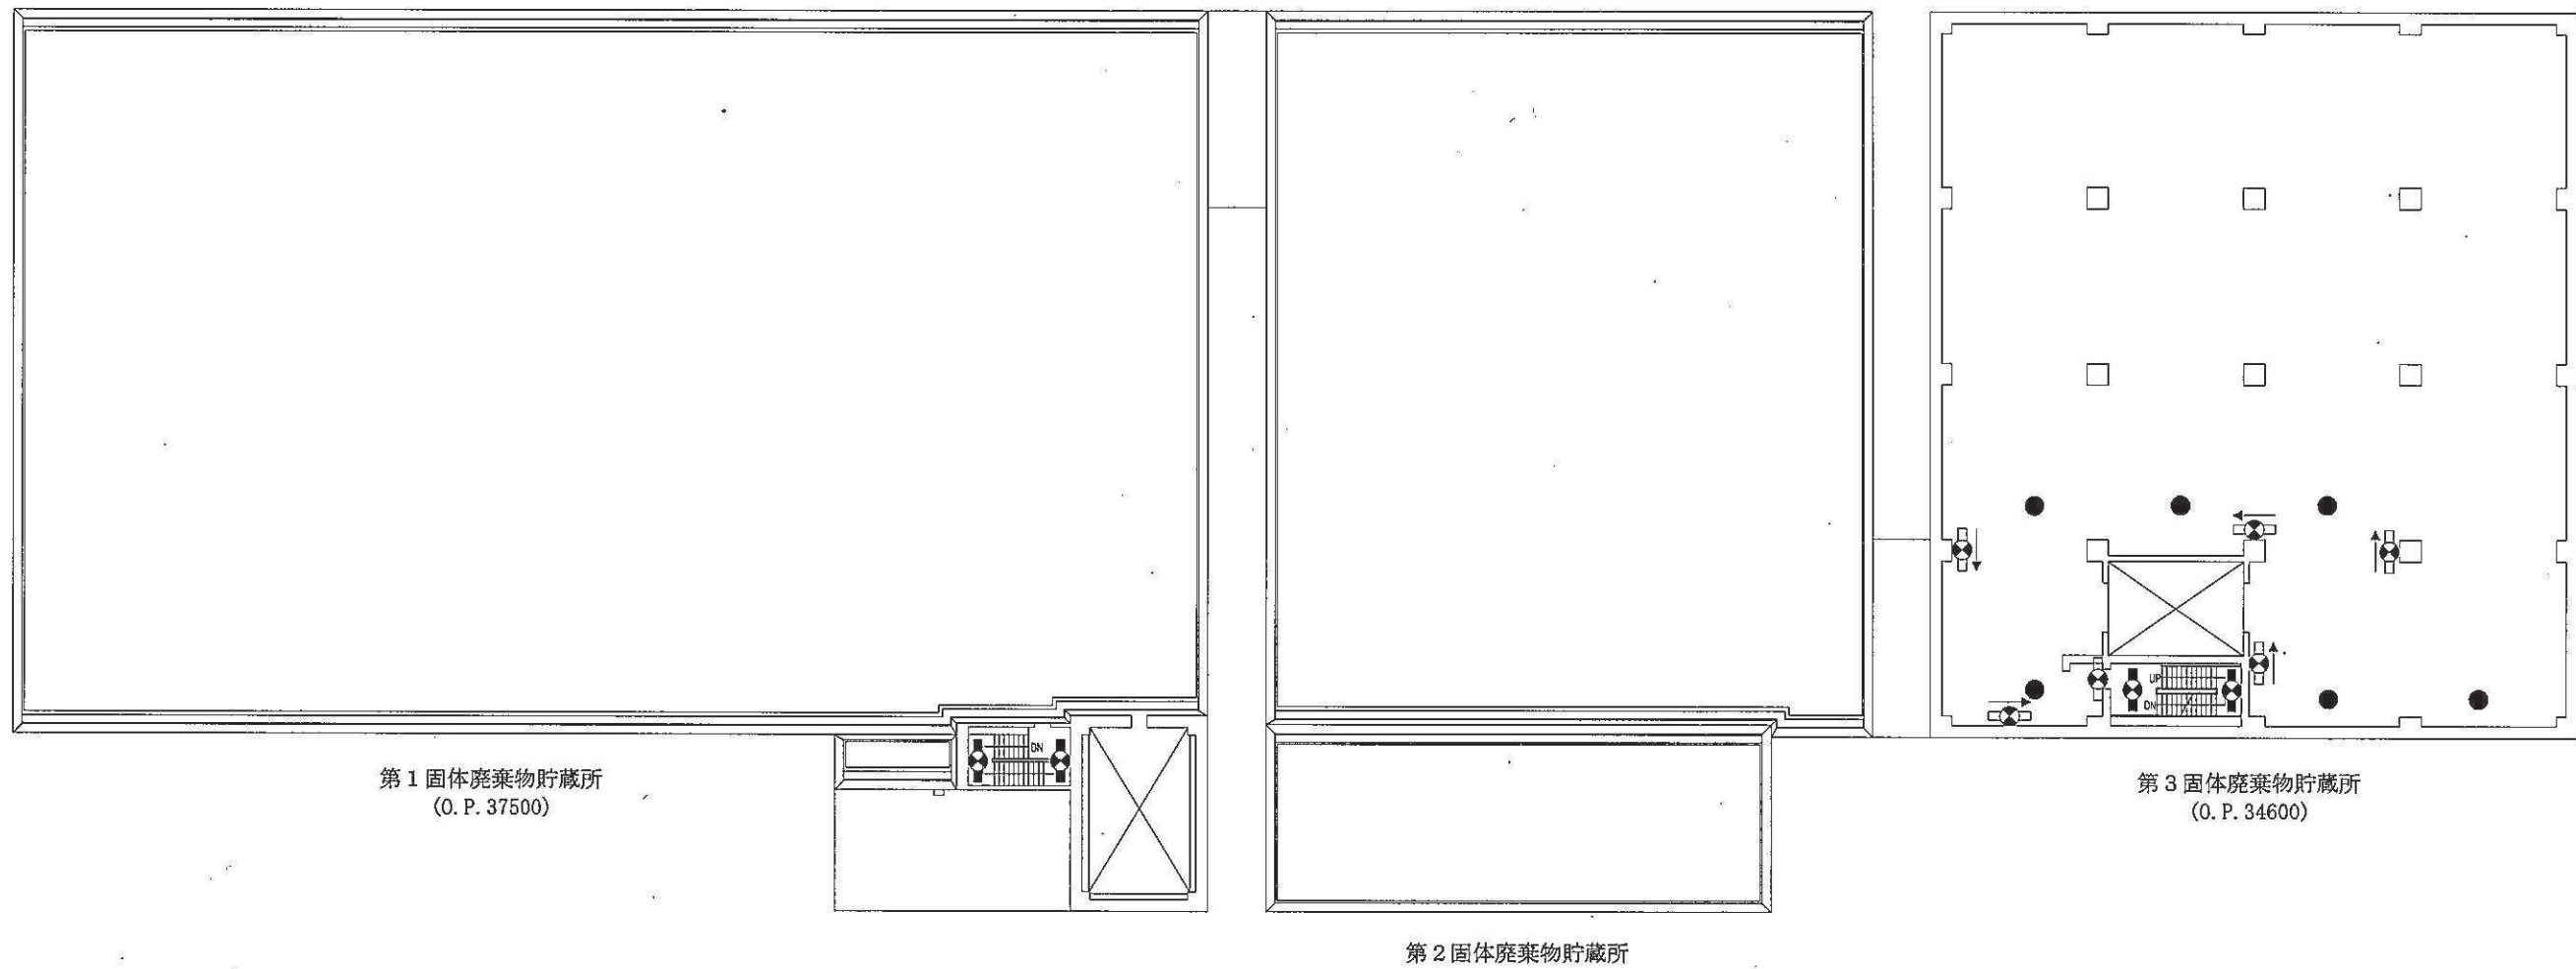 UP
DN
DN
第1固体廃棄物貯蔵所
(O.P.37500)
第3固体廃棄物貯蔵所
(O.P.34600)
第2固体廃棄物貯蔵所